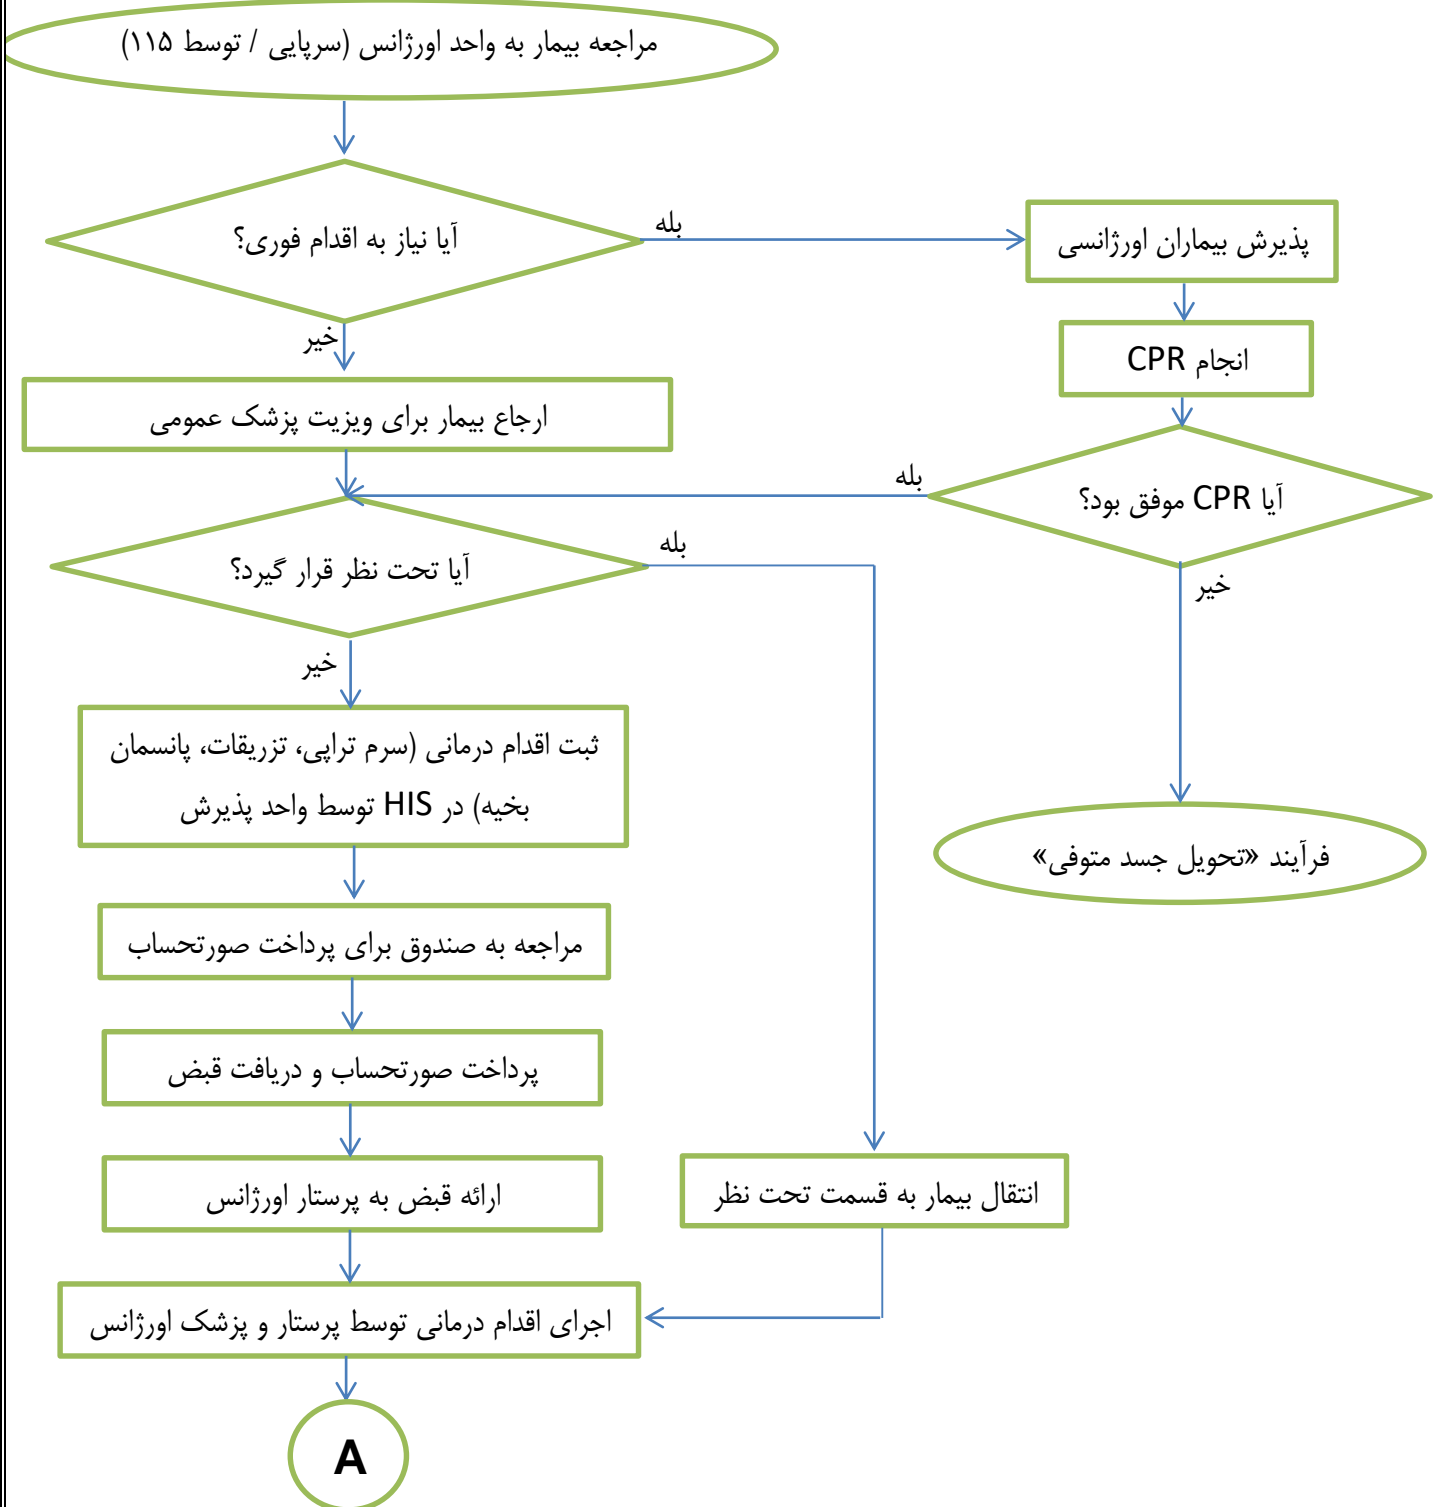 مراجعه بیمار به واحد اورژانس (سرپایی / توسط ۱۱۵)
آیا نیاز به اقدام فوری؟
بله
پذیرش بیماران اورژانسی
خیر
انجام CPR
ارجاع بیمار برای ویزیت پزشک عمومی
بله
آیا CPR موفق بود؟
آیا تحت نظر قرار گیرد؟
بله
خیر
خیر
ثبت اقدام درمانی (سرم تراپی، تزریقات، پانسمان
بخیه) در HIS توسط واحد پذیرش
فرآیند «تحویل جسد متوفی»
مراجعه به صندوق برای پرداخت صورتحساب
پرداخت صورتحساب و دریافت قبض
ارائه قبض به پرستار اورژانس
انتقال بیمار به قسمت تحت نظر
اجرای اقدام درمانی توسط پرستار و پزشک اورژانس
A